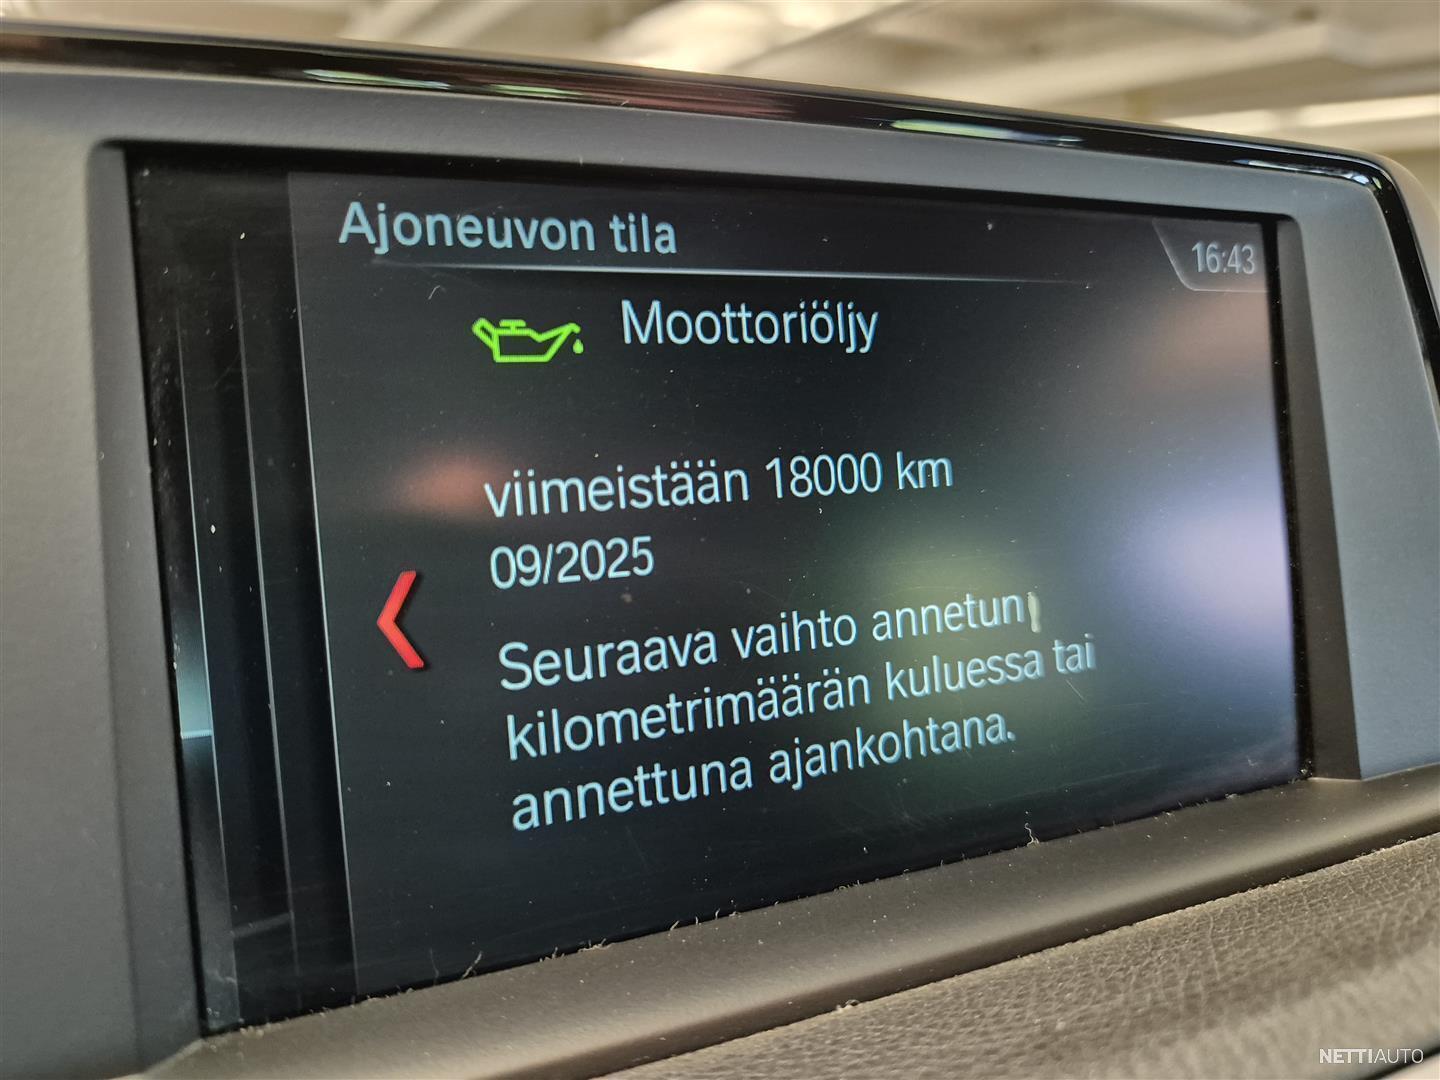 Ajoneuvon tila
16:43
Moottoriöljy
viimeistään 18000 km
09/2025
Seuraava vaihto annetun
kilometrimäärän kuluessa tai
annettuna ajankohtana.
NETTIAUTO